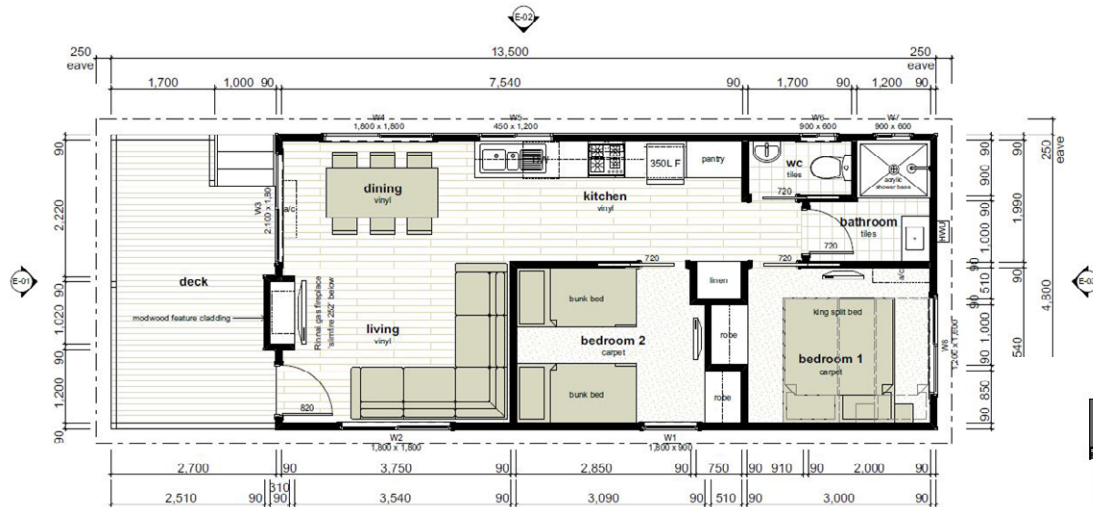 E-02
250
eave
13,500
250
eave
1,700
1,000
90
7,540
90
1,700
90
1,200
90
W4
1,800 x 1,800
W5
450 x 1,200
W6
900 x 600
W7
900 x 600
90
2,220
90
1,020
90
1,200
90
W3
2,100 x 1,80
a/c
dining
vinyl
kitchen
vinyl
350L F
pantry
wc
tiles
720
acrylic
shower base
bathroom
tiles
720
HWU
E-01
deck
modwood feature cladding
Rinnai gas fireplace
'slimfire 252' below
living
vinyl
820
720
linen
720
a/c
bunk bed
bedroom 2
carpet
bunk bed
robe
robe
king split bed
bedroom 1
carpet
W8
1,200 x 1,800
90
900
90
1,000
90
510
90
1,000
90
850
90
90
1,990
90
540
250
eave
4,800
E-03
W2
1,800 x 1,800
W1
1,800 x 900
2,700
90
3,750
90
2,850
90
750
90
910
90
2,000
90
2,510
90
310
90
3,540
90
3,090
90
510
90
3,000
90